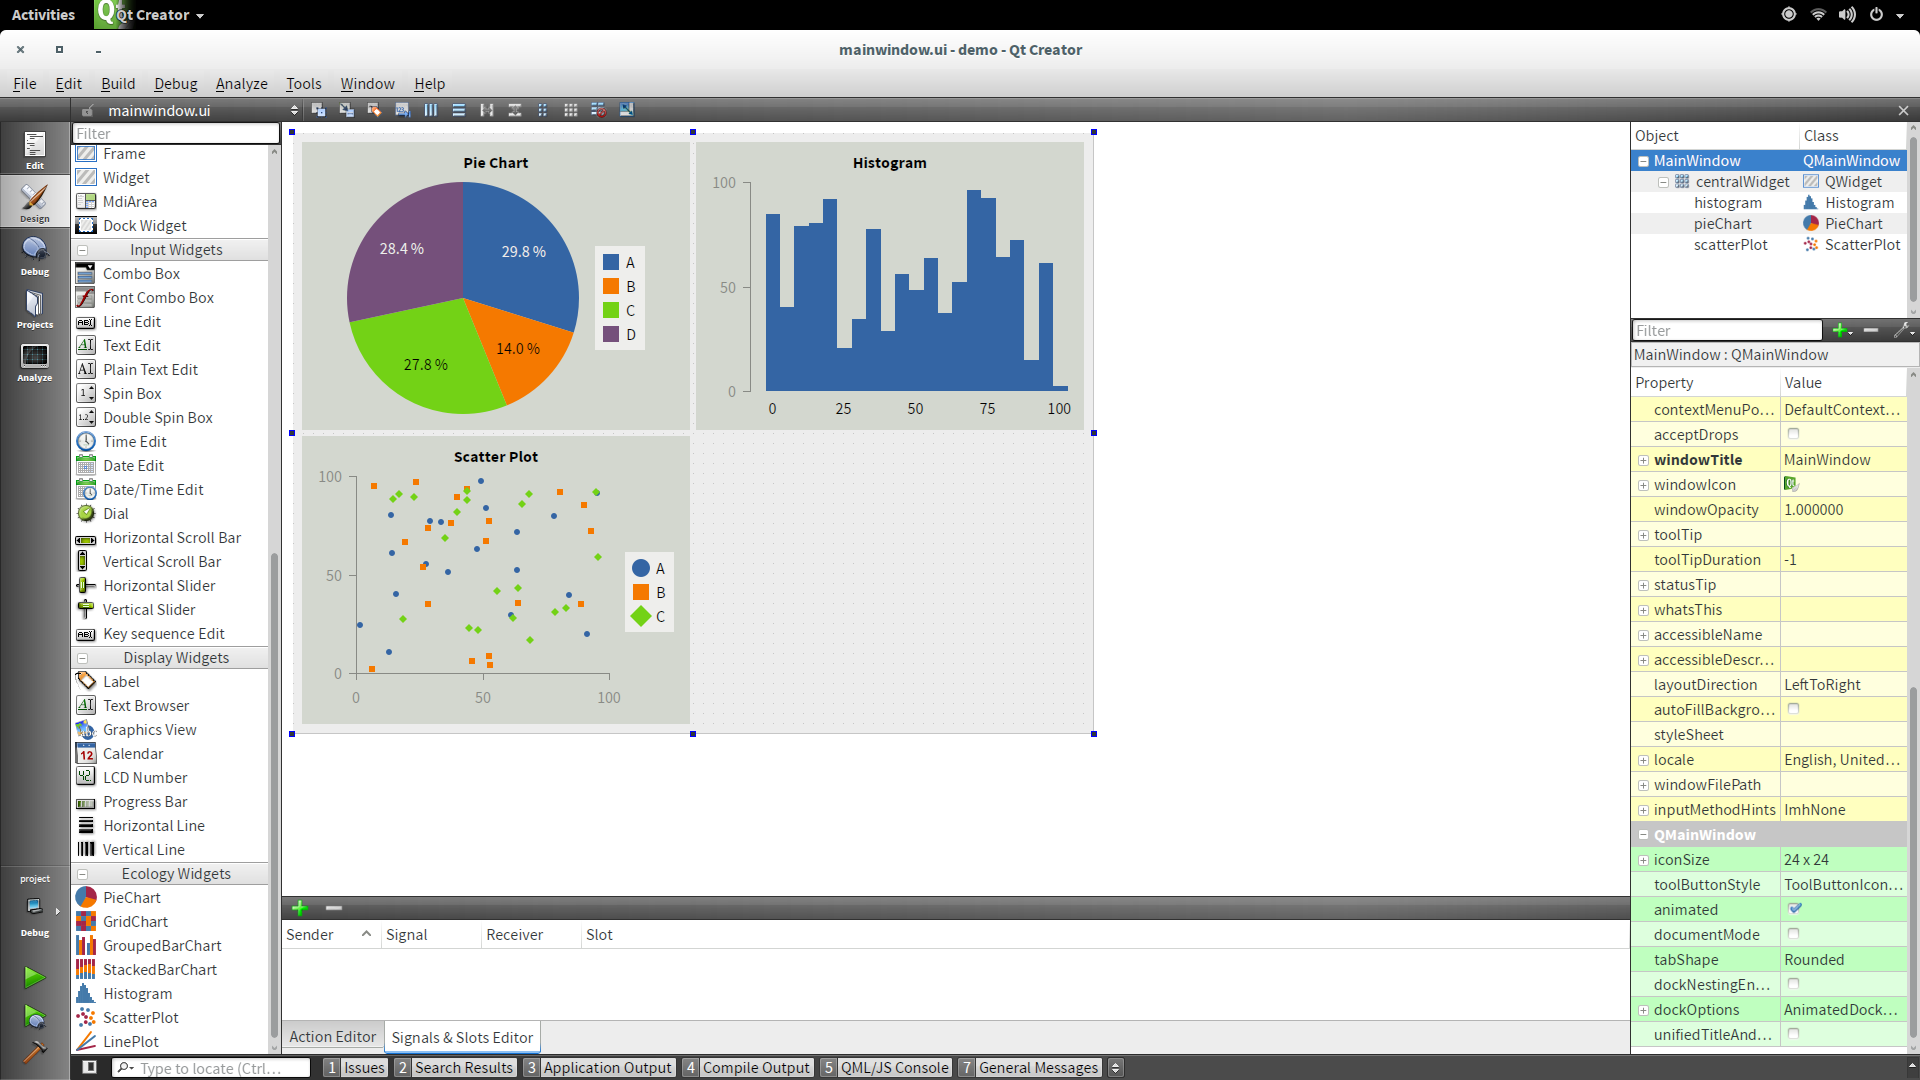 Activities Qt Creator
mainwindow.ui - demo - Qt Creator
File Edit Build Debug Analyze Tools Window Help
mainwindow.ui
Edit
Design
Debug
Projects
Analyze
project
Debug
Filter
Frame
Widget
MdiArea
Dock Widget
Input Widgets
Combo Box
Font Combo Box
Line Edit
Text Edit
Plain Text Edit
Spin Box
Double Spin Box
Time Edit
Date Edit
Date/Time Edit
Dial
Horizontal Scroll Bar
Vertical Scroll Bar
Horizontal Slider
Vertical Slider
Key sequence Edit
Display Widgets
Label
Text Browser
Graphics View
Calendar
LCD Number
Progress Bar
Horizontal Line
Vertical Line
Ecology Widgets
PieChart
GridChart
GroupedBarChart
StackedBarChart
Histogram
ScatterPlot
LinePlot
Pie Chart
28.4 %
29.8 %
14.0 %
27.8 %
A
B
C
D
Histogram
100
50
0
0 25 50 75 100
Scatter Plot
100
50
0
0 50 100
A
B
C
Sender Signal Receiver Slot
Action Editor Signals & Slots Editor
Object Class
MainWindow QMainWindow
centralWidget QWidget
histogram Histogram
pieChart PieChart
scatterPlot ScatterPlot
Filter
MainWindow : QMainWindow
Property Value
contextMenuPo... DefaultContext...
acceptDrops
windowTitle MainWindow
windowIcon
windowOpacity 1.000000
toolTip
toolTipDuration -1
statusTip
whatsThis
accessibleName
accessibleDescr...
layoutDirection LeftToRight
autoFillBackgro...
styleSheet
locale English, United...
windowFilePath
inputMethodHints ImhNone
QMainWindow
iconSize 24 x 24
toolButtonStyle ToolButtonIcon...
animated
documentMode
tabShape Rounded
dockNestingEn...
dockOptions AnimatedDock...
unifiedTitleAnd...
Type to locate (Ctrl... 1 Issues 2 Search Results 3 Application Output 4 Compile Output 5 QML/JS Console 7 General Messages